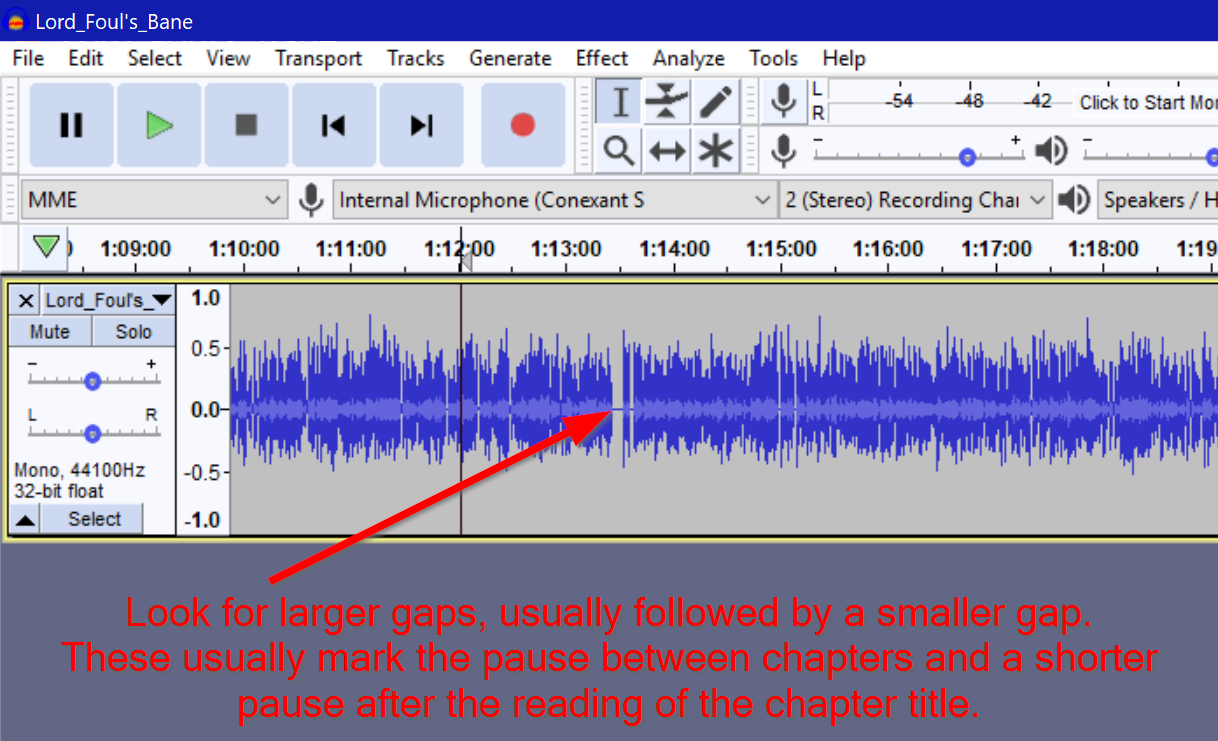 Lord_Foul's_Bane
File Edit Select View Transport Tracks Generate Effect Analyze Tools Help
L
R
-54 -48 -42 Click to Start Mor
- +
-
MME
Internal Microphone (Conexant S
2 (Stereo) Recording Chai
Speakers / H
1:09:00 1:10:00 1:11:00 1:12:00 1:13:00 1:14:00 1:15:00 1:16:00 1:17:00 1:18:00 1:19
X Lord_Foul's_
Mute Solo
- +
L R
Mono, 44100Hz
32-bit float
Select
1.0
0.5
0.0
-0.5
-1.0
Look for larger gaps, usually followed by a smaller gap.
These usually mark the pause between chapters and a shorter
pause after the reading of the chapter title.